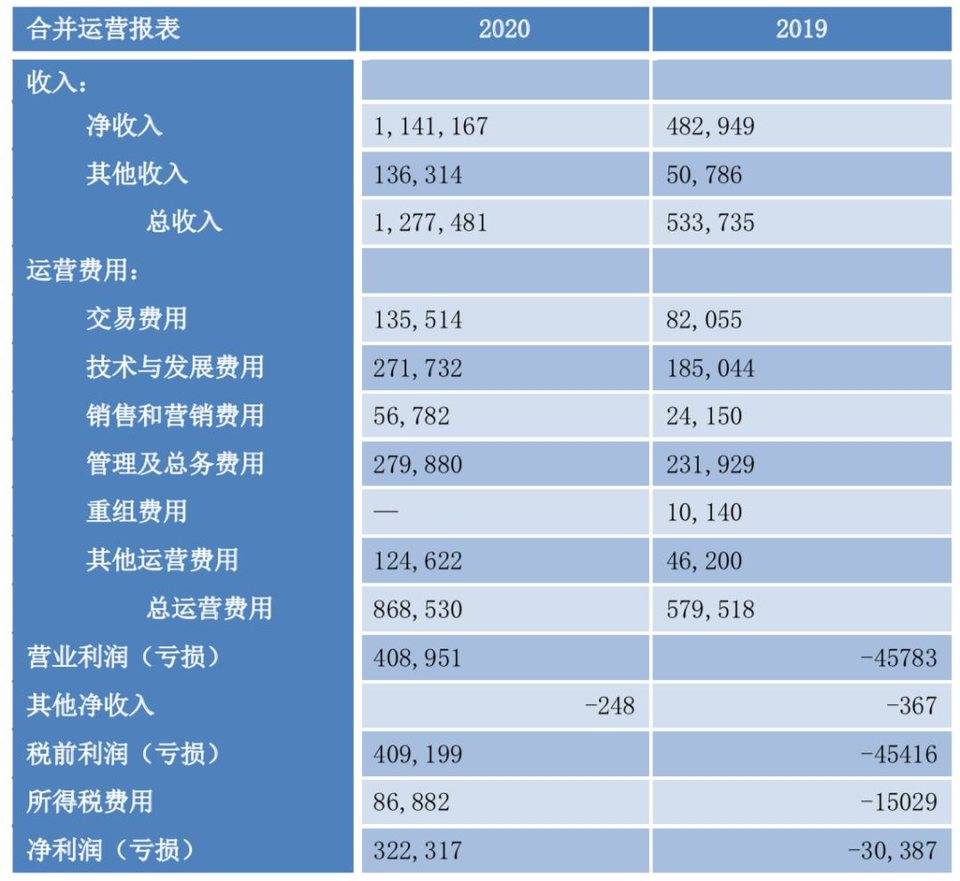 合并运营报表 2020 2019
收入：
净收入 1,141,167 482,949
其他收入 136,314 50,786
总收入 1,277,481 533,735
运营费用：
交易费用 135,514 82,055
技术与发展费用 271,732 185,044
销售和营销费用 56,782 24,150
管理及总务费用 279,880 231,929
重组费用 — 10,140
其他运营费用 124,622 46,200
总运营费用 868,530 579,518
营业利润（亏损） 408,951 -45783
其他净收入 -248 -367
税前利润（亏损） 409,199 -45416
所得税费用 86,882 -15029
净利润（亏损） 322,317 -30,387